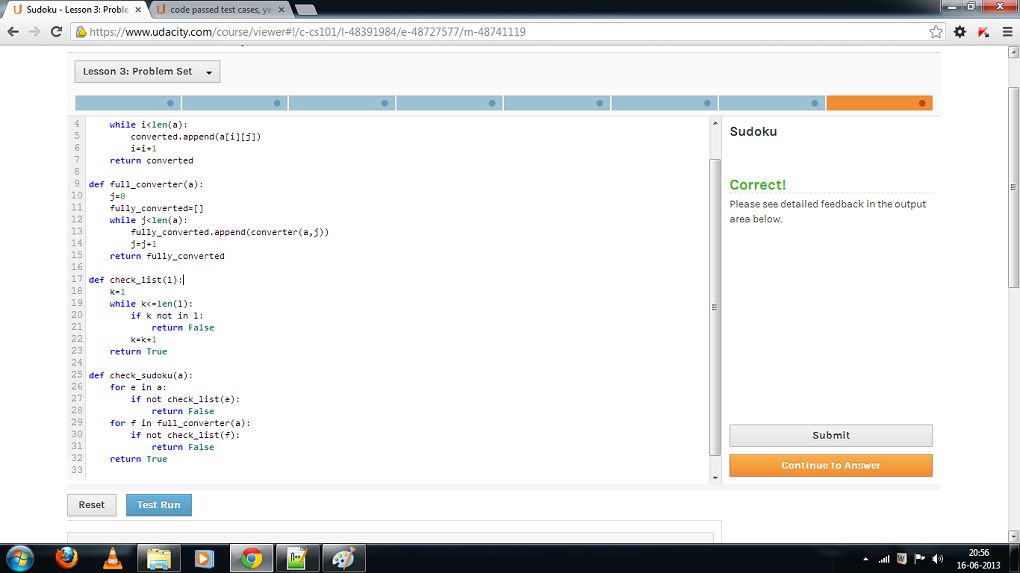 Sudoku - Lesson 3: Proble
code passed test cases, ye
https://www.udacity.com/course/viewer#!/c-cs101/l-48391984/e-48727577/m-48741119
Lesson 3: Problem Set
4     while i<len(a):
5         converted.append(a[i][j])
6         i=i+1
7     return converted
8
9 def full_converter(a):
10     j=0
11     fully_converted=[]
12     while j<len(a):
13         fully_converted.append(converter(a,j))
14         j=j+1
15     return fully_converted
16
17 def check_list(l):
18     k=1
19     while k<=len(l):
20         if k not in l:
21             return False
22         k=k+1
23     return True
24
25 def check_sudoku(a):
26     for e in a:
27         if not check_list(e):
28             return False
29     for f in full_converter(a):
30         if not check_list(f):
31             return False
32     return True
33
Sudoku
Correct!
Please see detailed feedback in the output
area below.
Submit
Continue to Answer
Reset
Test Run
20:56
16-06-2013